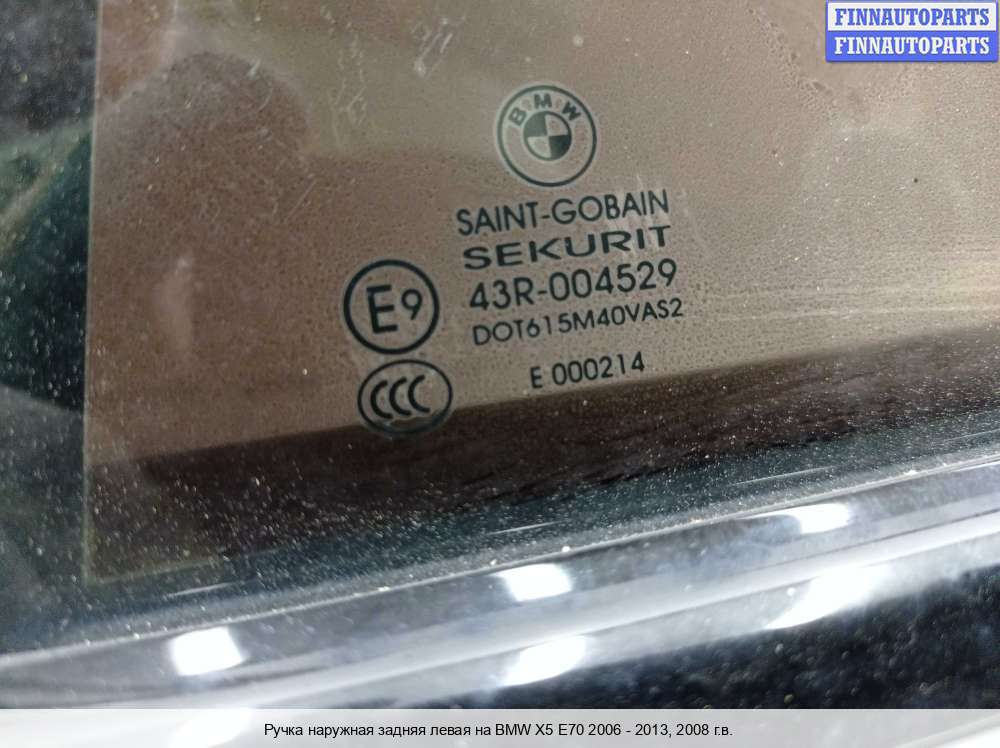 FINNAUTOPARTS
FINNAUTOPARTS
BMW
SAINT-GOBAIN
SEKURIT
E9
43R-004529
DOT615M40VAS2
E 000214
CCC
Ручка наружная задняя левая на BMW X5 E70 2006 - 2013, 2008 г.в.